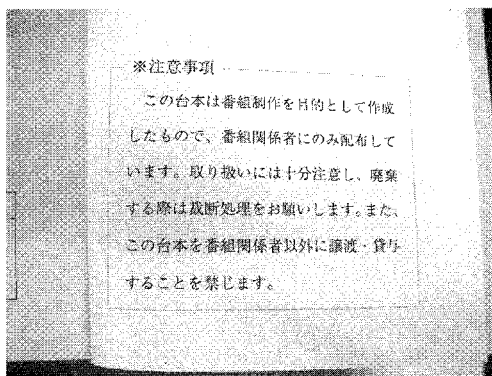 ※注意事項
この台本は番組制作を目的として作成
したもので、番組関係者にのみ配布して
います。取り扱いには十分注意し、廃棄
する際は裁断処理をお願いします。また、
この台本を番組関係者以外に譲渡・貸与
することを禁じます。